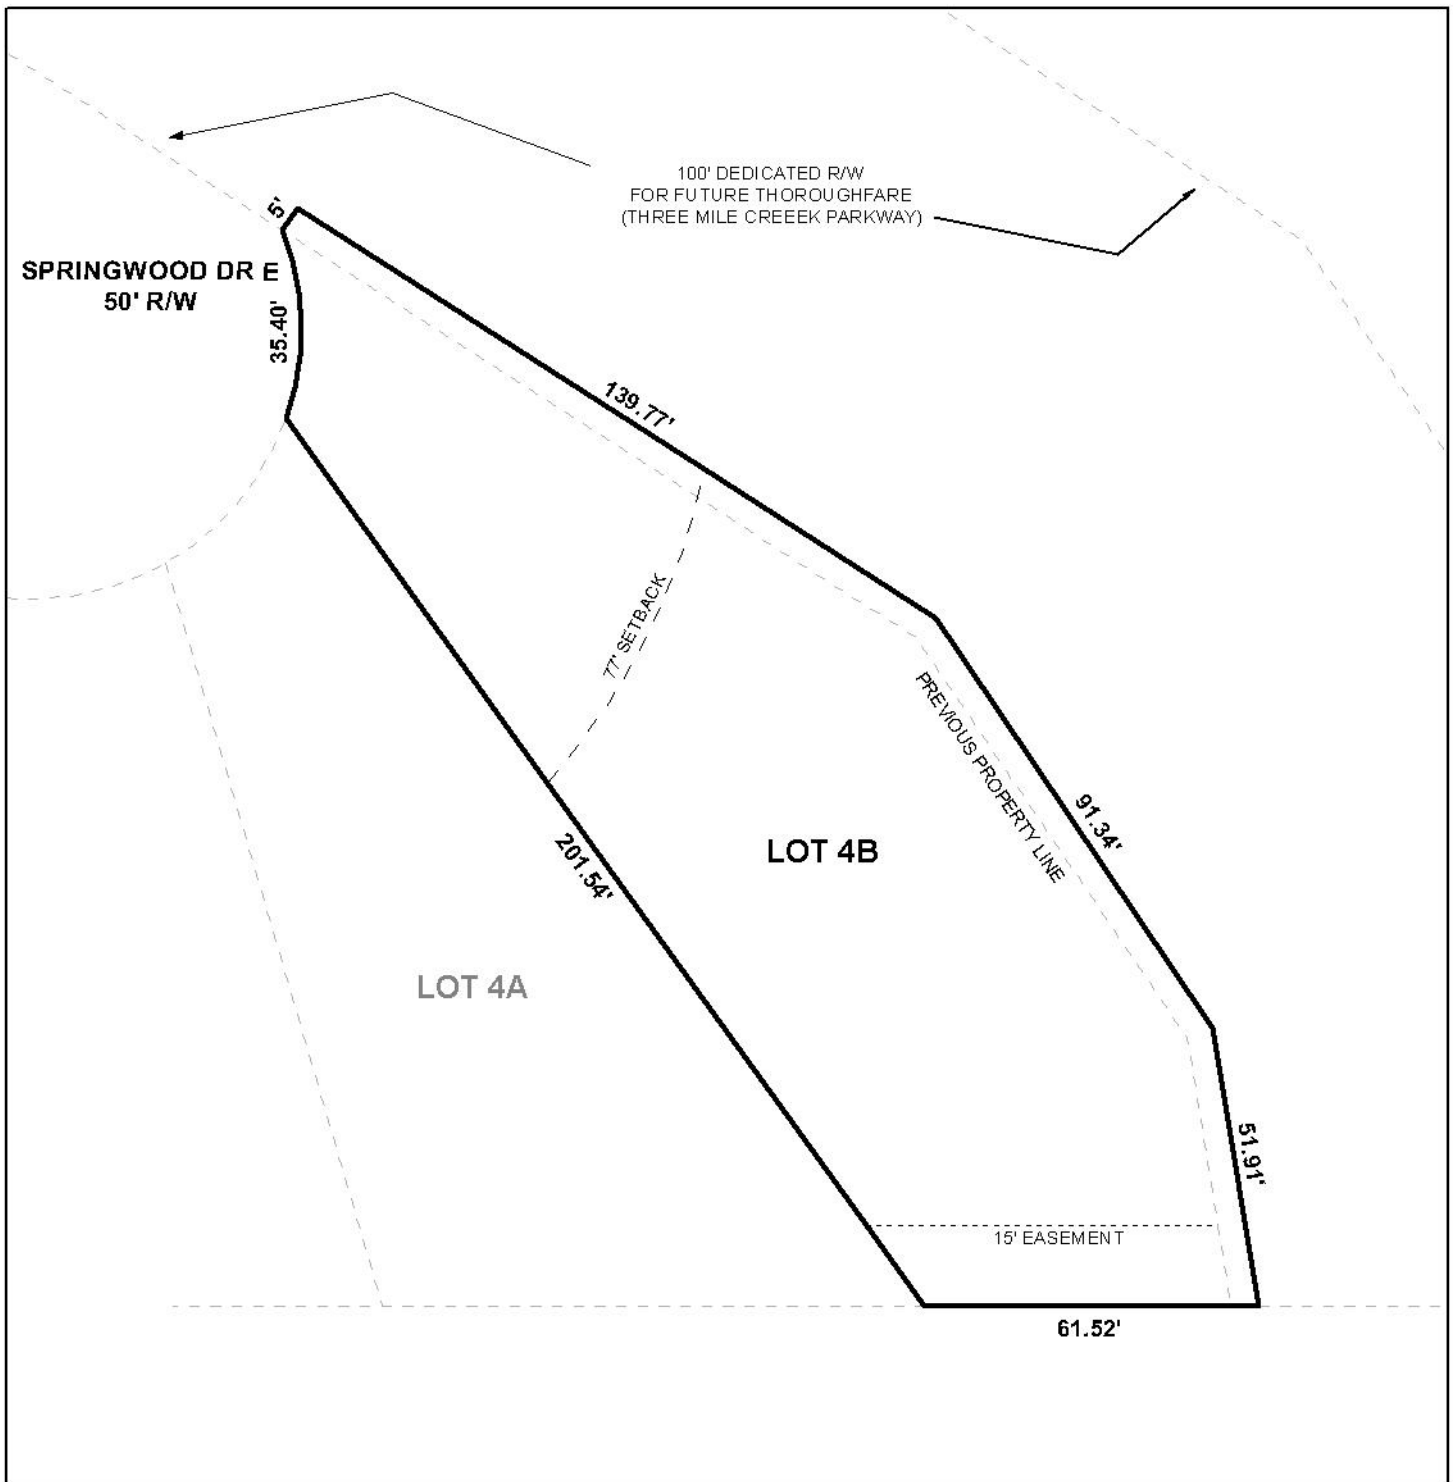 100' DEDICATED R/W
FOR FUTURE THOROUGHFARE
(THREE MILE CREEEK PARKWAY)
5'
SPRINGWOOD DR E
50' R/W
35.40'
139.77'
77' SETBACK
PREVIOUS PROPERTY LINE
91.34'
LOT 4B
201.54'
LOT 4A
51.91'
15' EASEMENT
61.52'